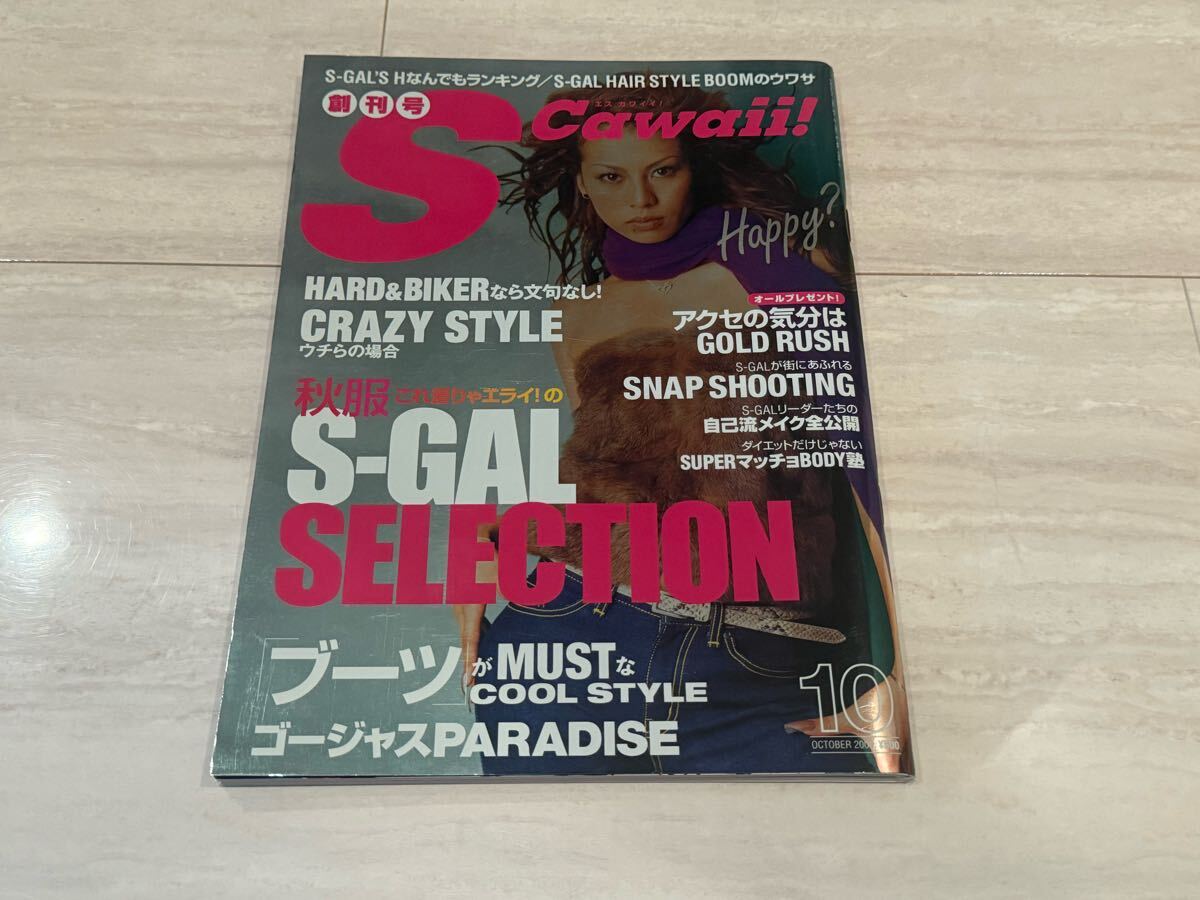 S-GAL'S Hなんでもランキング/S-GAL HAIR STYLE BOOMのウワサ
創刊号
エス カワイイ!
S Cawaii!
Happy?
HARD&BIKERなら文句なし!
CRAZY STYLE
ウチらの場合
オールプレゼント!
アクセの気分は
GOLD RUSH
S-GALが街にあふれる
SNAP SHOOTING
S-GALリーダーたちの
自己流メイク全公開
ダイエットだけじゃない
SUPERマッチョBODY塾
秋服 これ買りゃエライ!の
S-GAL
SELECTION
「ブーツ」がMUSTな
COOL STYLE
ゴージャスPARADISE
10
OCTOBER